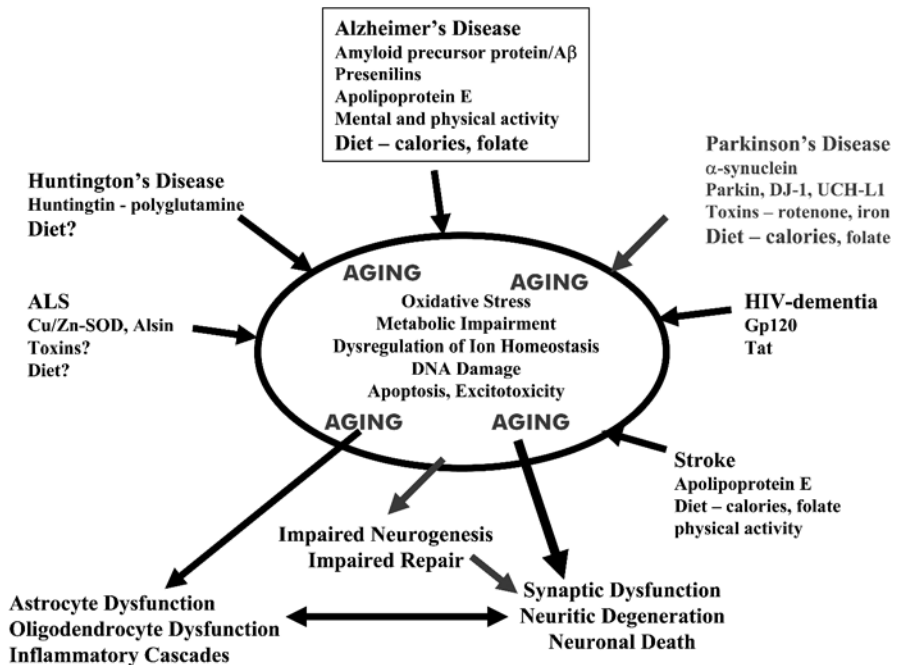 Alzheimer's Disease
Amyloid precursor protein/Aβ
Presenilins
Apolipoprotein E
Mental and physical activity
Diet – calories, folate
Parkinson's Disease
α-synuclein
Parkin, DJ-1, UCH-L1
Toxins – rotenone, iron
Diet – calories, folate
Huntington's Disease
Huntingtin - polyglutamine
Diet?
ALS
Cu/Zn-SOD, Alsin
Toxins?
Diet?
AGING
AGING
Oxidative Stress
Metabolic Impairment
Dysregulation of Ion Homeostasis
DNA Damage
Apoptosis, Excitotoxicity
AGING
AGING
HIV-dementia
Gp120
Tat
Stroke
Apolipoprotein E
Diet – calories, folate
physical activity
Impaired Neurogenesis
Impaired Repair
Astrocyte Dysfunction
Oligodendrocyte Dysfunction
Inflammatory Cascades
Synaptic Dysfunction
Neuritic Degeneration
Neuronal Death